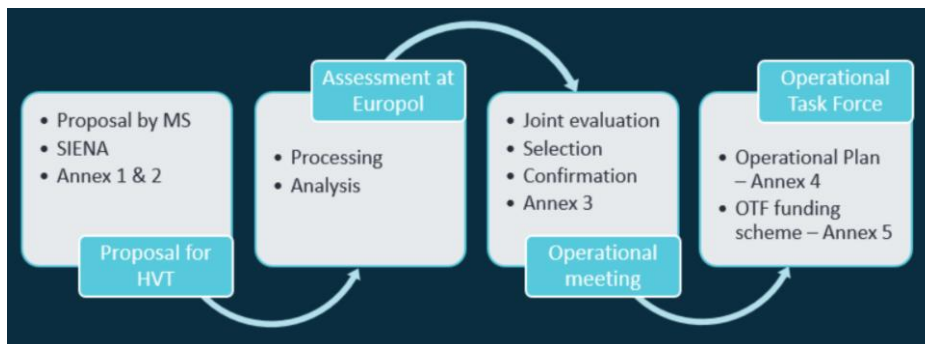 • Proposal by MS
• SIENA
• Annex 1 & 2
Proposal for
HVT
Assessment at
Europol
• Processing
• Analysis
• Joint evaluation
• Selection
• Confirmation
• Annex 3
Operational
meeting
Operational
Task Force
• Operational Plan
– Annex 4
• OTF funding
scheme – Annex 5